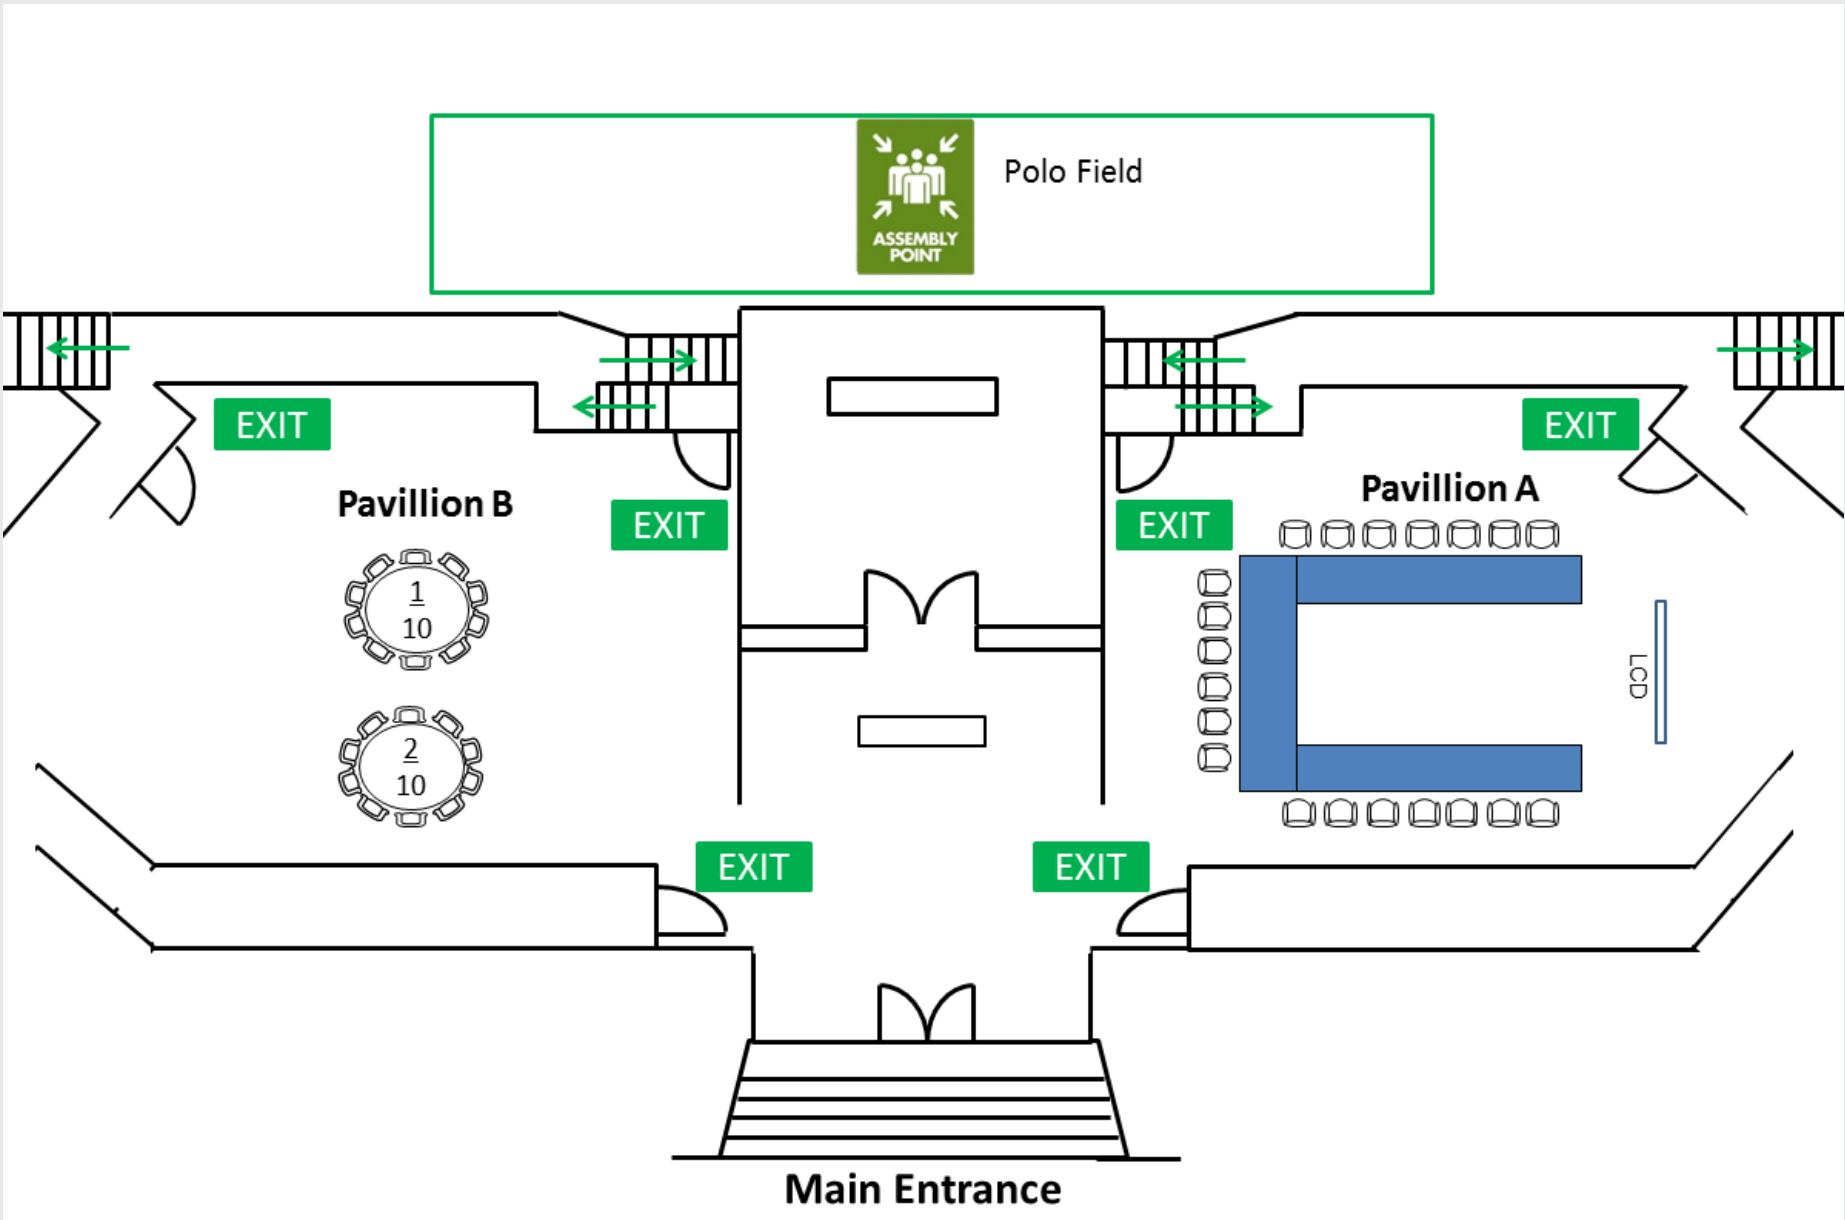 ASSEMBLY
POINT
Polo Field
EXIT
EXIT
Pavillion B
Pavillion A
EXIT
EXIT
1
10
LCD
2
10
EXIT
EXIT
Main Entrance